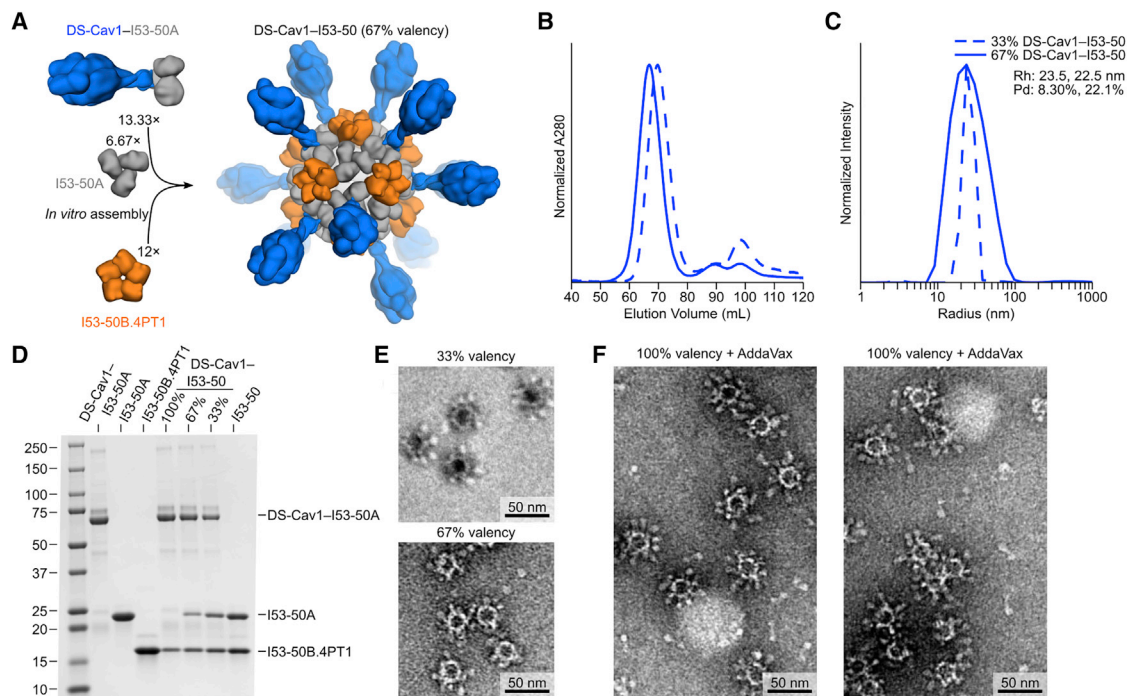 A
DS-Cav1–I53-50A
13.33×
6.67×
I53-50A
In vitro assembly
12×
I53-50B.4PT1
DS-Cav1–I53-50 (67% valency)
B
Normalized A280
40 50 60 70 80 90 100 110 120
Elution Volume (mL)
C
33% DS-Cav1–I53-50
67% DS-Cav1–I53-50
Rh: 23.5, 22.5 nm
Pd: 8.30%, 22.1%
Normalized Intensity
1 10 100 1000
Radius (nm)
D
DS-Cav1–
I53-50A
I53-50A
I53-50B.4PT1
DS-Cav1–
I53-50
100%
67%
33%
I53-50
250
150
100
75
50
37
25
20
15
10
DS-Cav1–I53-50A
I53-50A
I53-50B.4PT1
E
33% valency
50 nm
67% valency
50 nm
F
100% valency + AddaVax
50 nm
100% valency + AddaVax
50 nm